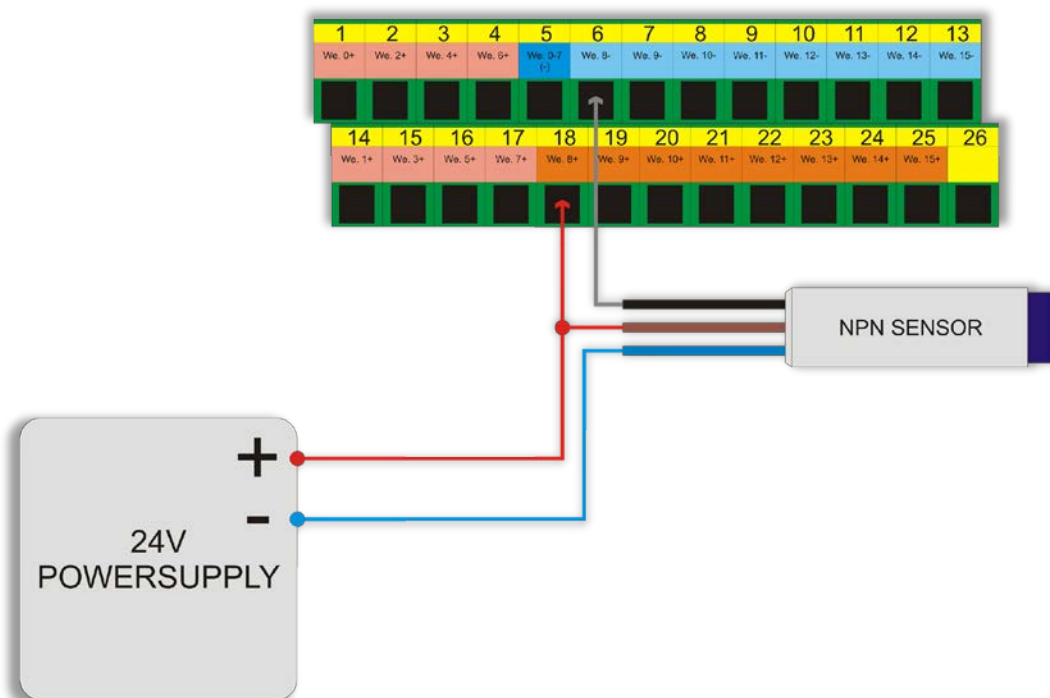 1 2 3 4 5 6 7 8 9 10 11 12 13
We. 0+ We. 2+ We. 4+ We. 6+ We. 0-7 We. 8- We. 9- We. 10- We. 11- We. 12- We. 13- We. 14- We. 15-
(-)
14 15 16 17 18 19 20 21 22 23 24 25 26
We. 1+ We. 3+ We. 5+ We. 7+ We. 8+ We. 9+ We. 10+ We. 11+ We. 12+ We. 13+ We. 14+ We. 15+
NPN SENSOR
+
-
24V
POWERSUPPLY